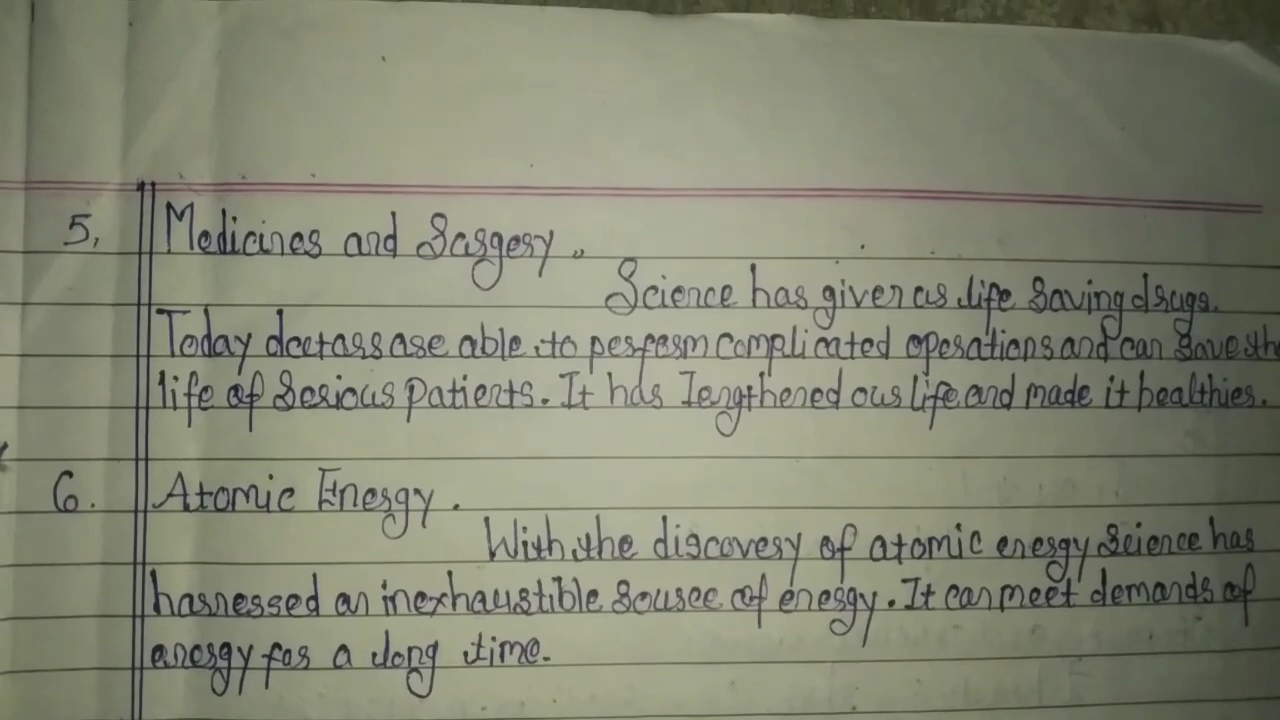 5. Medicines and Surgery.
Science has given us life saving drugs.
Today doctors are able to perform complicated operations and can save th
life of serious patients. It has lengthened our life and made it healthier.
6. Atomic Energy.
With the discovery of atomic energy science has
harnessed an inexhaustible source of energy. It can meet demands of
energy for a long time.